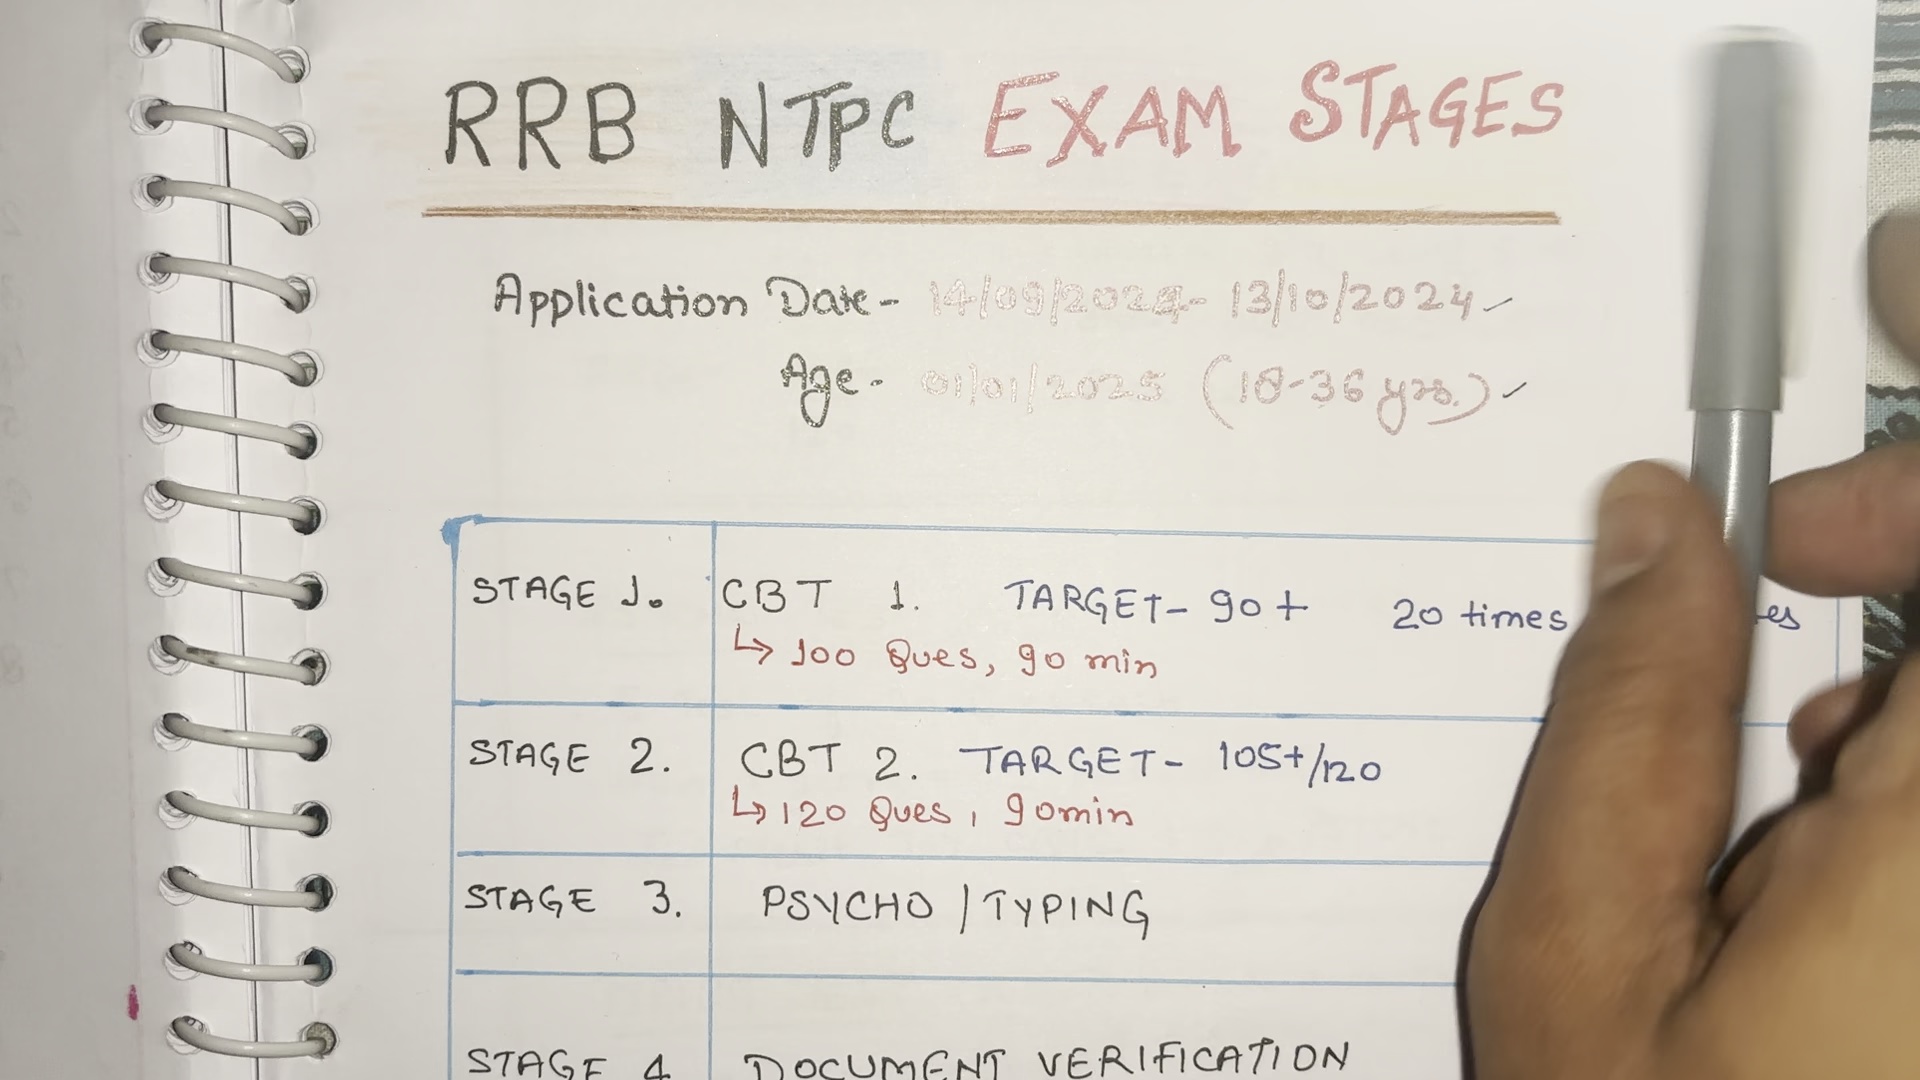 RRB NTPC EXAM STAGES
Application Date- 14/09/2024- 13/10/2024
Age- 01/01/2025 (18-36 yrs.)
STAGE 1. CBT 1. TARGET- 90+ 20 times
↳ 100 Ques, 90 min
STAGE 2. CBT 2. TARGET- 105+/120
↳ 120 Ques, 90min
STAGE 3. PSYCHO / TYPING
STAGE 4 DOCUMENT VERIFICATION